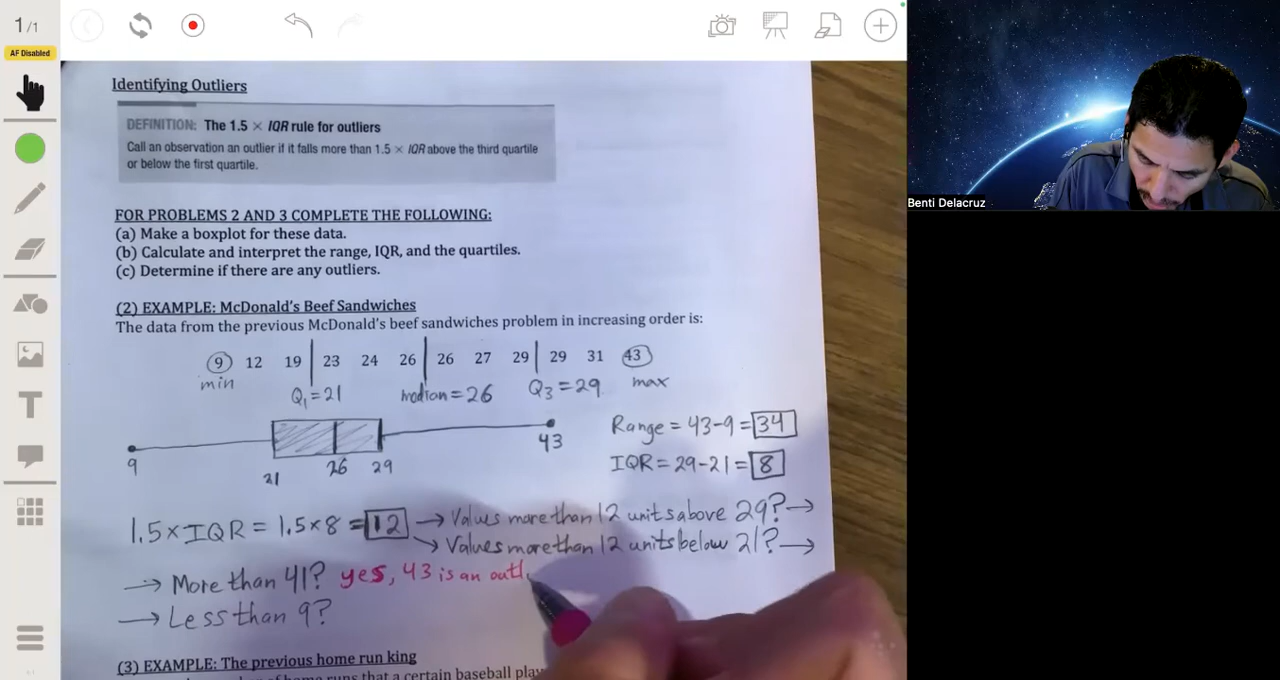 1/1
AF Disabled
Identifying Outliers
DEFINITION: The 1.5 × IQR rule for outliers
Call an observation an outlier if it falls more than 1.5 × IQR above the third quartile
or below the first quartile.
FOR PROBLEMS 2 AND 3 COMPLETE THE FOLLOWING:
(a) Make a boxplot for these data.
(b) Calculate and interpret the range, IQR, and the quartiles.
(c) Determine if there are any outliers.
(2) EXAMPLE: McDonald's Beef Sandwiches
The data from the previous McDonald's beef sandwiches problem in increasing order is:
9 12 19 23 24 26 26 27 29 29 31 43
min Q₁=21 median=26 Q₃=29 max
Range = 43-9 = 34
9 21 26 29 43
IQR = 29-21 = 8
1.5×IQR = 1.5×8 = 12 → Values more than 12 units above 29? →
→ Values more than 12 units below 21? →
→ More than 41? yes, 43 is an outl
→ Less than 9?
(3) EXAMPLE: The previous home run king
of home runs that a certain baseball play
Benti Delacruz
T